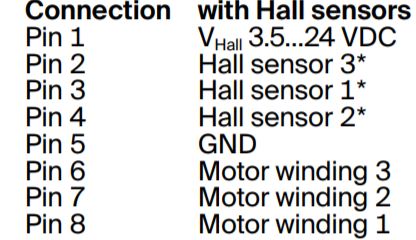 Connection with Hall sensors
Pin 1 VHall 3.5...24 VDC
Pin 2 Hall sensor 3*
Pin 3 Hall sensor 1*
Pin 4 Hall sensor 2*
Pin 5 GND
Pin 6 Motor winding 3
Pin 7 Motor winding 2
Pin 8 Motor winding 1